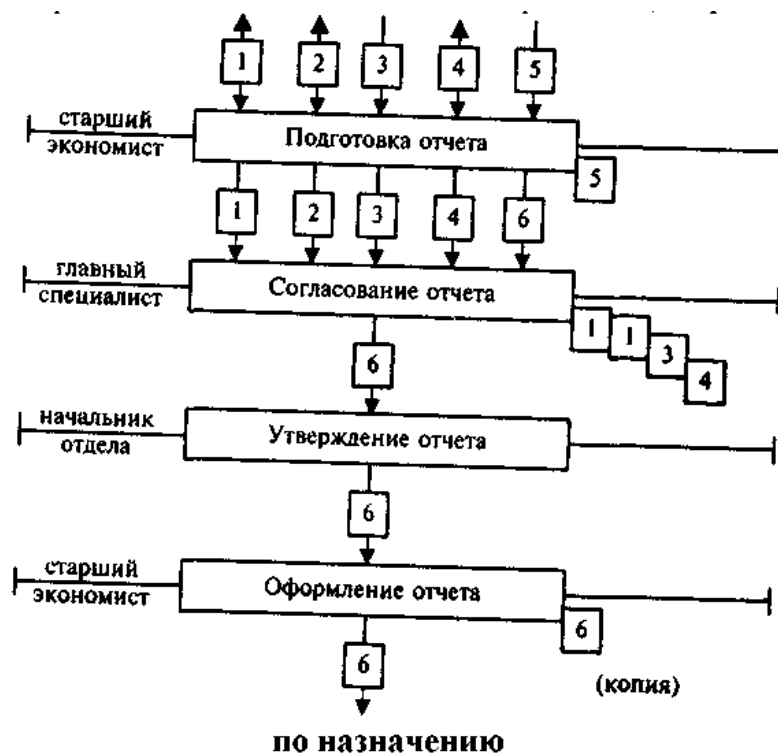 1 2 3 4 5
старший
экономист
Подготовка отчета
5
1 2 3 4 6
главный
специалист
Согласование отчета
1 1 3 4
6
начальник
отдела
Утверждение отчета
6
старший
экономист
Оформление отчета
6
6
(копия)
по назначению